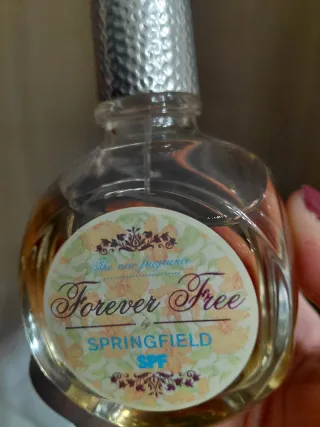 The new fragrance
Forever Free
by
SPRINGFIELD
SPF